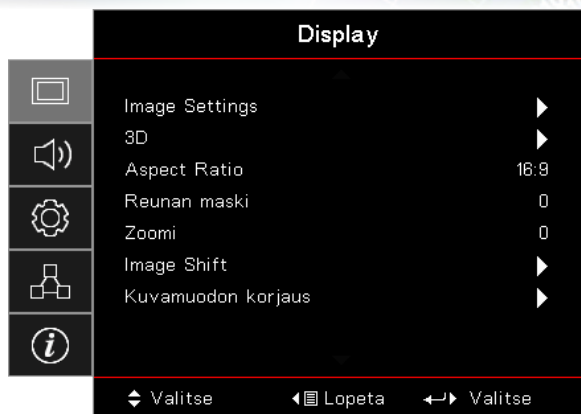 Display
Image Settings
3D
Aspect Ratio 16:9
Reunan maski 0
Zoomi 0
Image Shift
Kuvamuodon korjaus
Valitse Lopeta Valitse